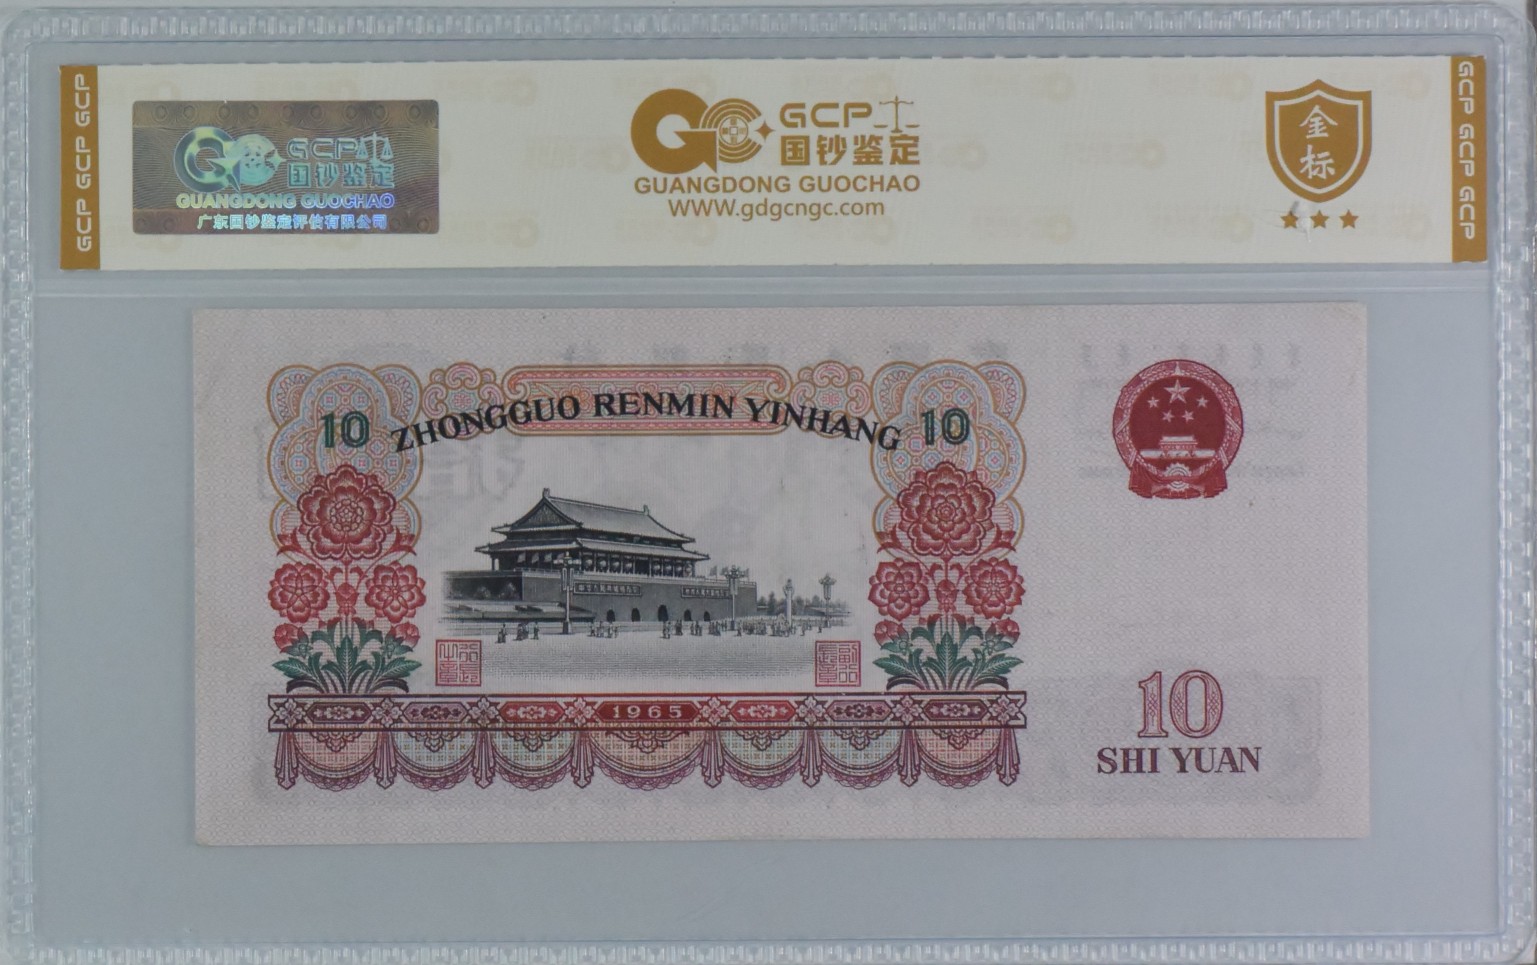 GCP GCP GCP
GCP
国钞鉴定
GUANGDONG GUOCHAO
广东国钞鉴定评估有限公司
GCP
国钞鉴定
GUANGDONG GUOCHAO
WWW.gdgcngc.com
金
标
GCP GCP GCP
10 ZHONGGUO RENMIN YINHANG 10
1965
10
SHI YUAN